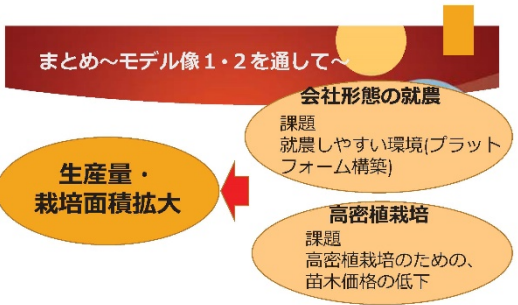 まとめ～モデル像１・２を通して～
会社形態の就農
課題
就農しやすい環境(プラット
フォーム構築)
生産量・
栽培面積拡大
高密植栽培
課題
高密植栽培のための、
苗木価格の低下